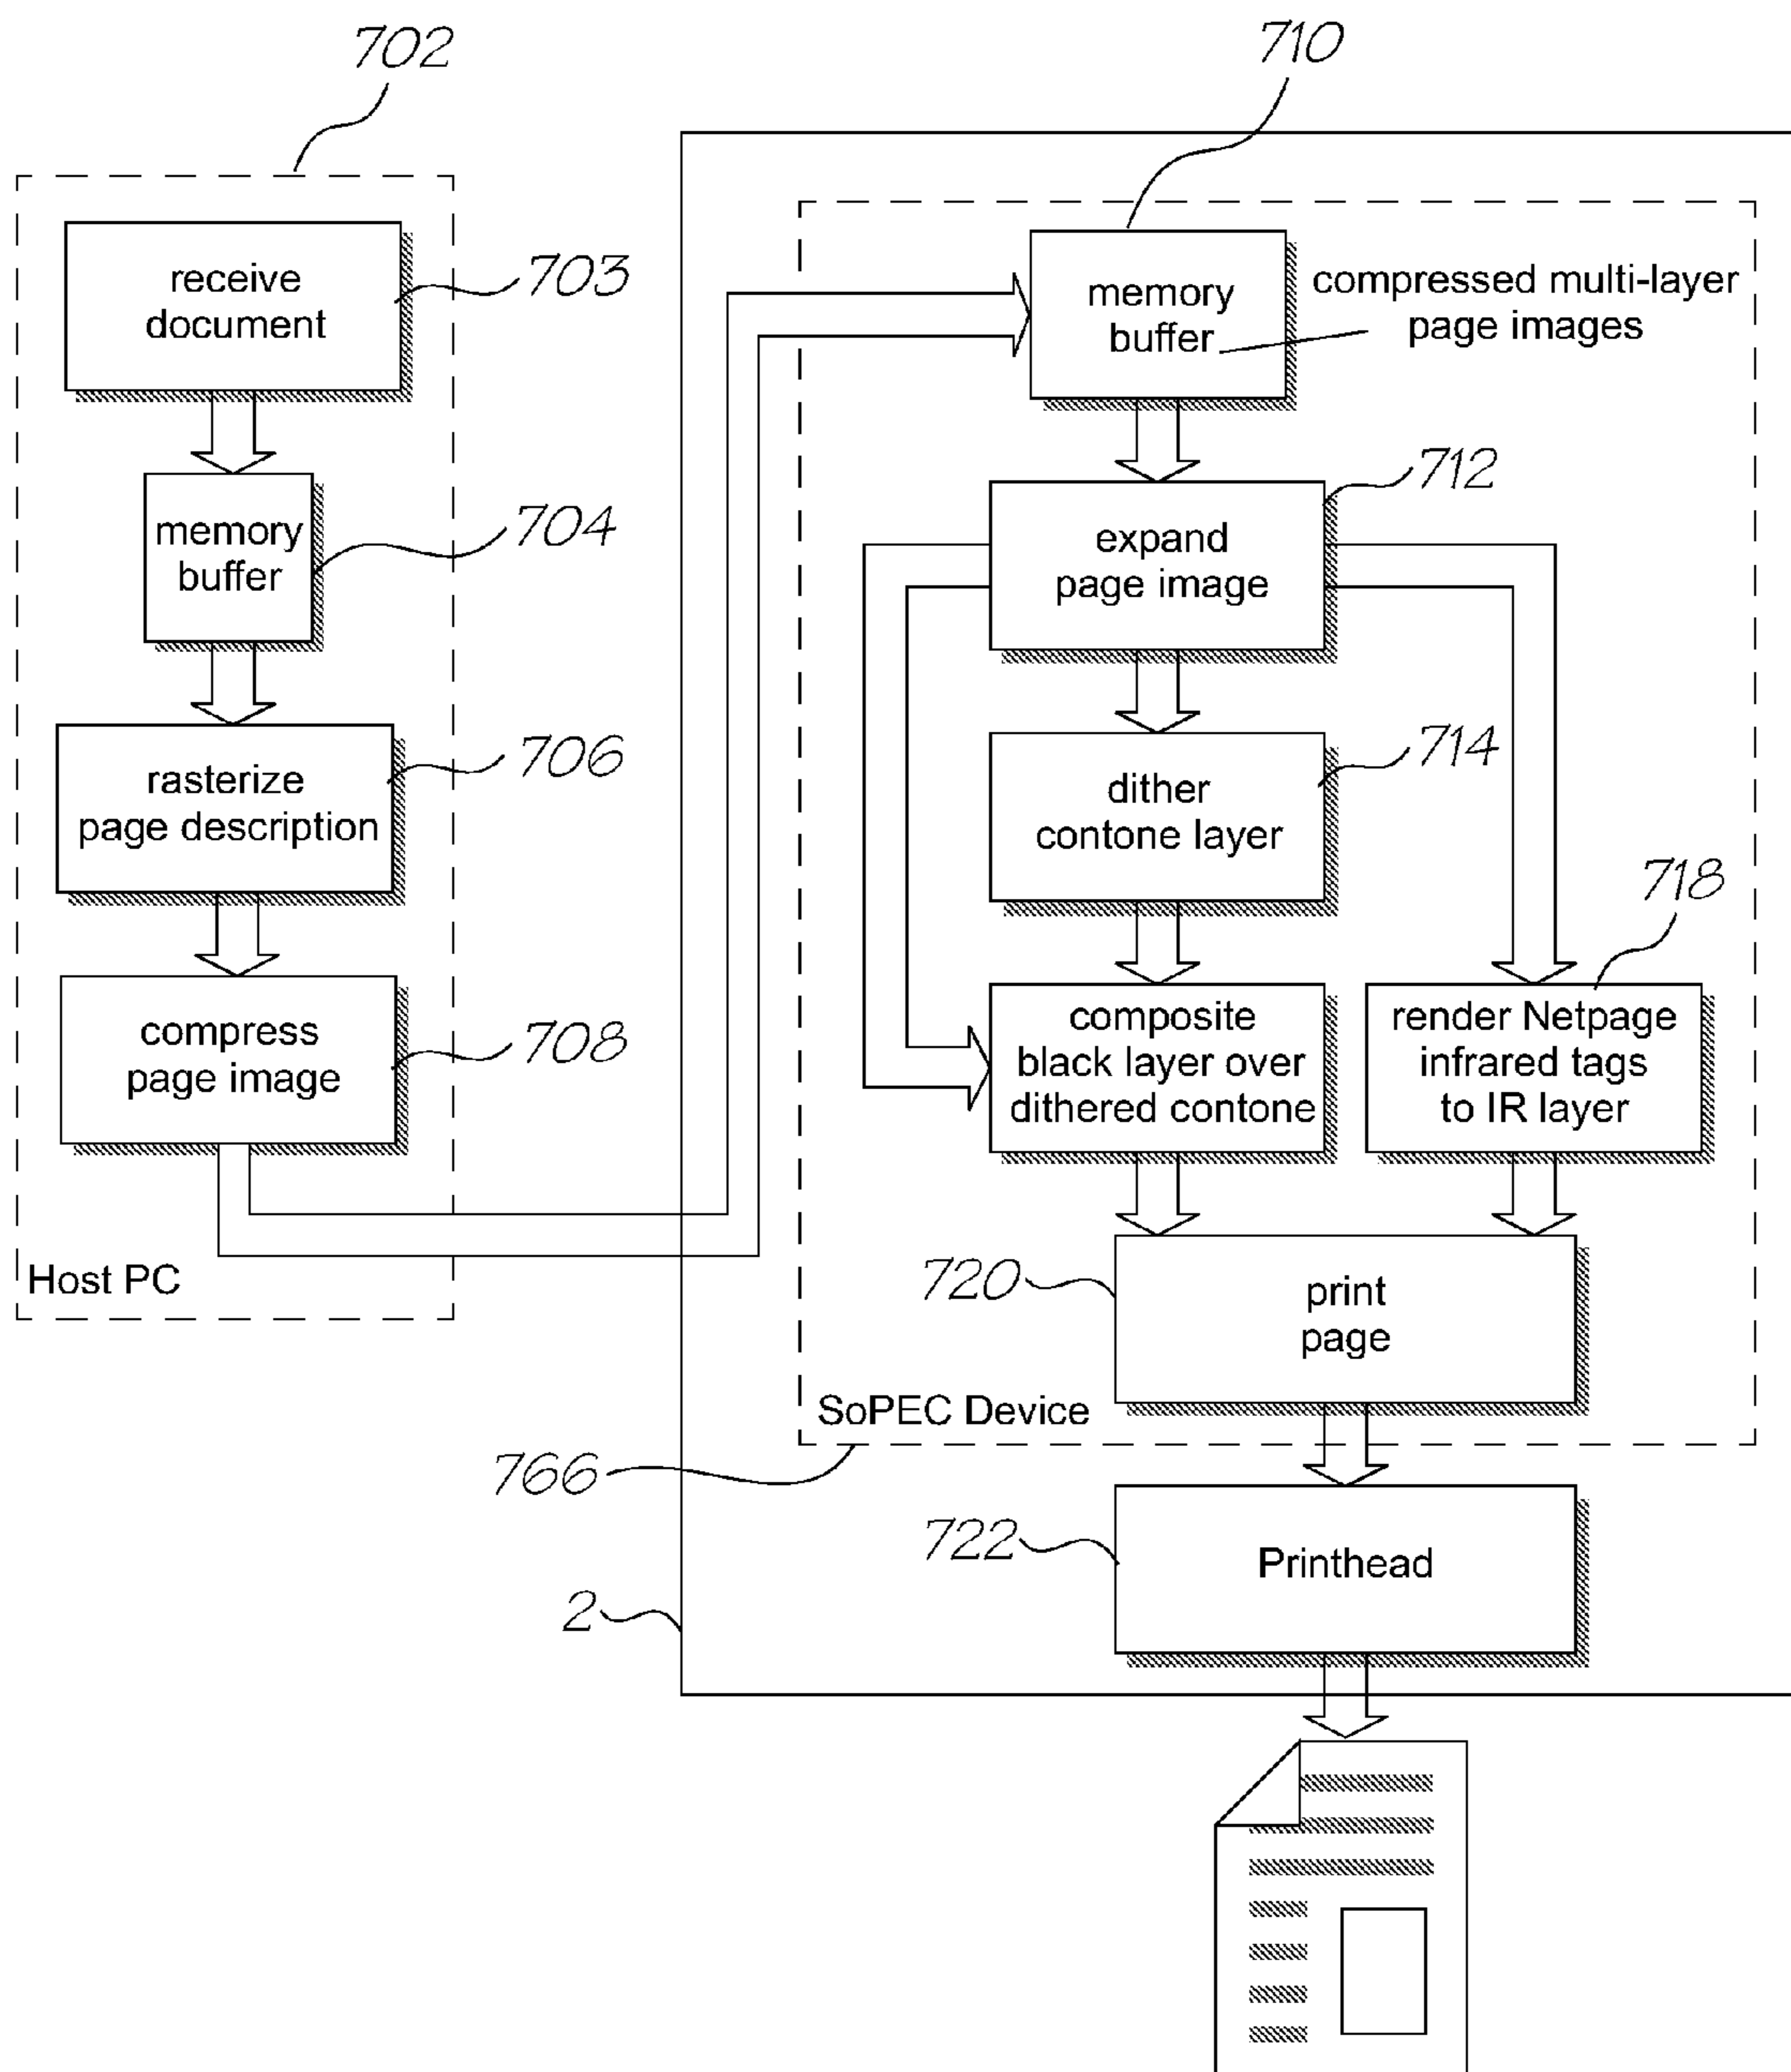 702
receive
document
703
memory
buffer
704
rasterize
page description
706
compress
page image
708
Host PC
710
memory
buffer
compressed multi-layer
page images
expand
page image
712
dither
contone layer
714
composite
black layer over
dithered contone
718
render Netpage
infrared tags
to IR layer
print
page
720
SoPEC Device
766
Printhead
722
2